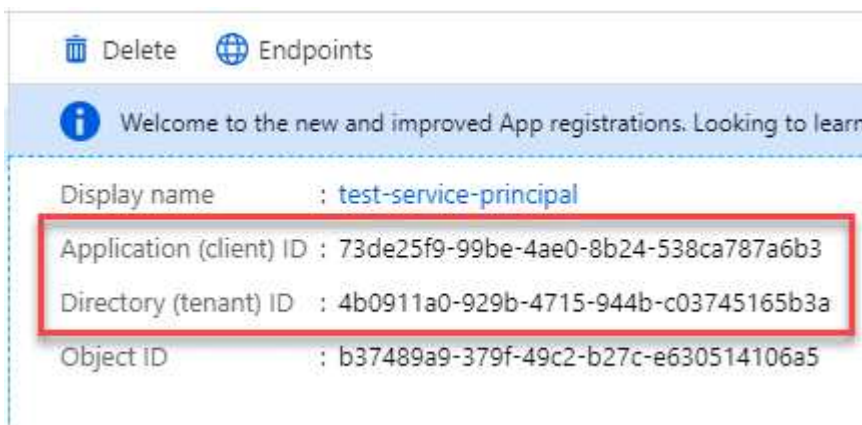 Delete Endpoints
Welcome to the new and improved App registrations. Looking to learn
Display name : test-service-principal
Application (client) ID : 73de25f9-99be-4ae0-8b24-538ca787a6b3
Directory (tenant) ID : 4b0911a0-929b-4715-944b-c03745165b3a
Object ID : b37489a9-379f-49c2-b27c-e630514106a5